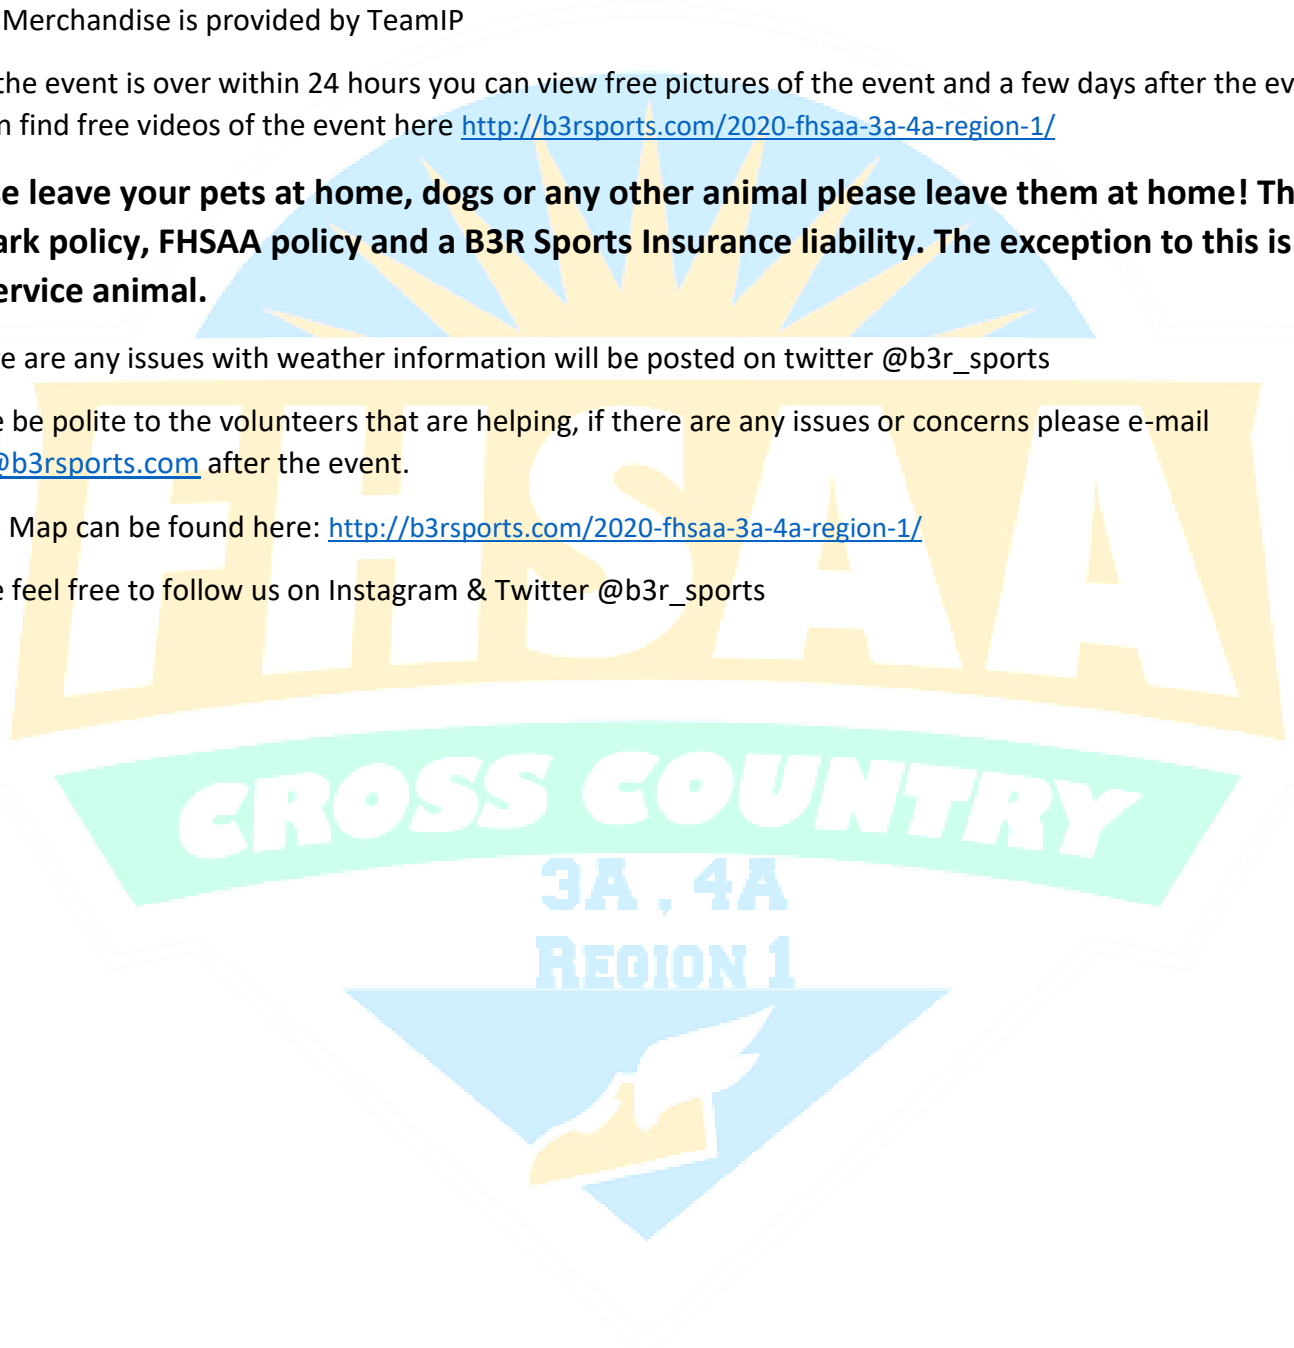 Merchandise is provided by TeamIP
the event is over within 24 hours you can view free pictures of the event and a few days after the ev
n find free videos of the event here http://b3rsports.com/2020-fhsaa-3a-4a-region-1/
se leave your pets at home, dogs or any other animal please leave them at home! Th
ark policy, FHSAA policy and a B3R Sports Insurance liability. The exception to this is
ervice animal.
re are any issues with weather information will be posted on twitter @b3r_sports
e be polite to the volunteers that are helping, if there are any issues or concerns please e-mail
@b3rsports.com after the event.
Map can be found here: http://b3rsports.com/2020-fhsaa-3a-4a-region-1/
e feel free to follow us on Instagram & Twitter @b3r_sports
FHSAA
CROSS COUNTRY
3A , 4A
REGION 1